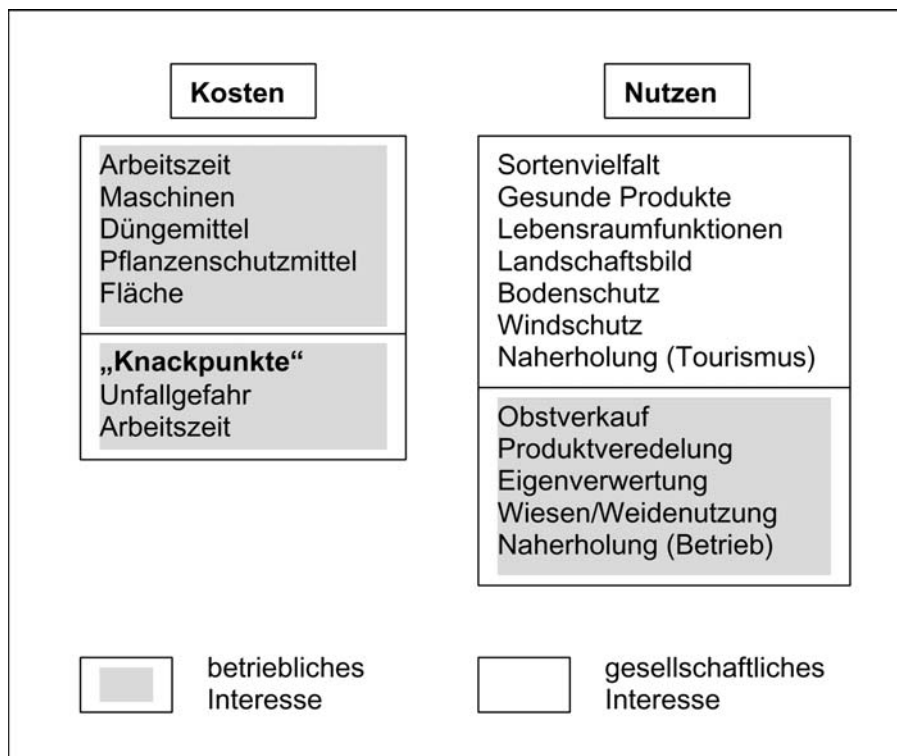 Kosten
Arbeitszeit
Maschinen
Düngemittel
Pflanzenschutzmittel
Fläche
„Knackpunkte“
Unfallgefahr
Arbeitszeit
Nutzen
Sortenvielfalt
Gesunde Produkte
Lebensraumfunktionen
Landschaftsbild
Bodenschutz
Windschutz
Naherholung (Tourismus)
Obstverkauf
Produktveredelung
Eigenverwertung
Wiesen/Weidenutzung
Naherholung (Betrieb)
betriebliches
Interesse
gesellschaftliches
Interesse